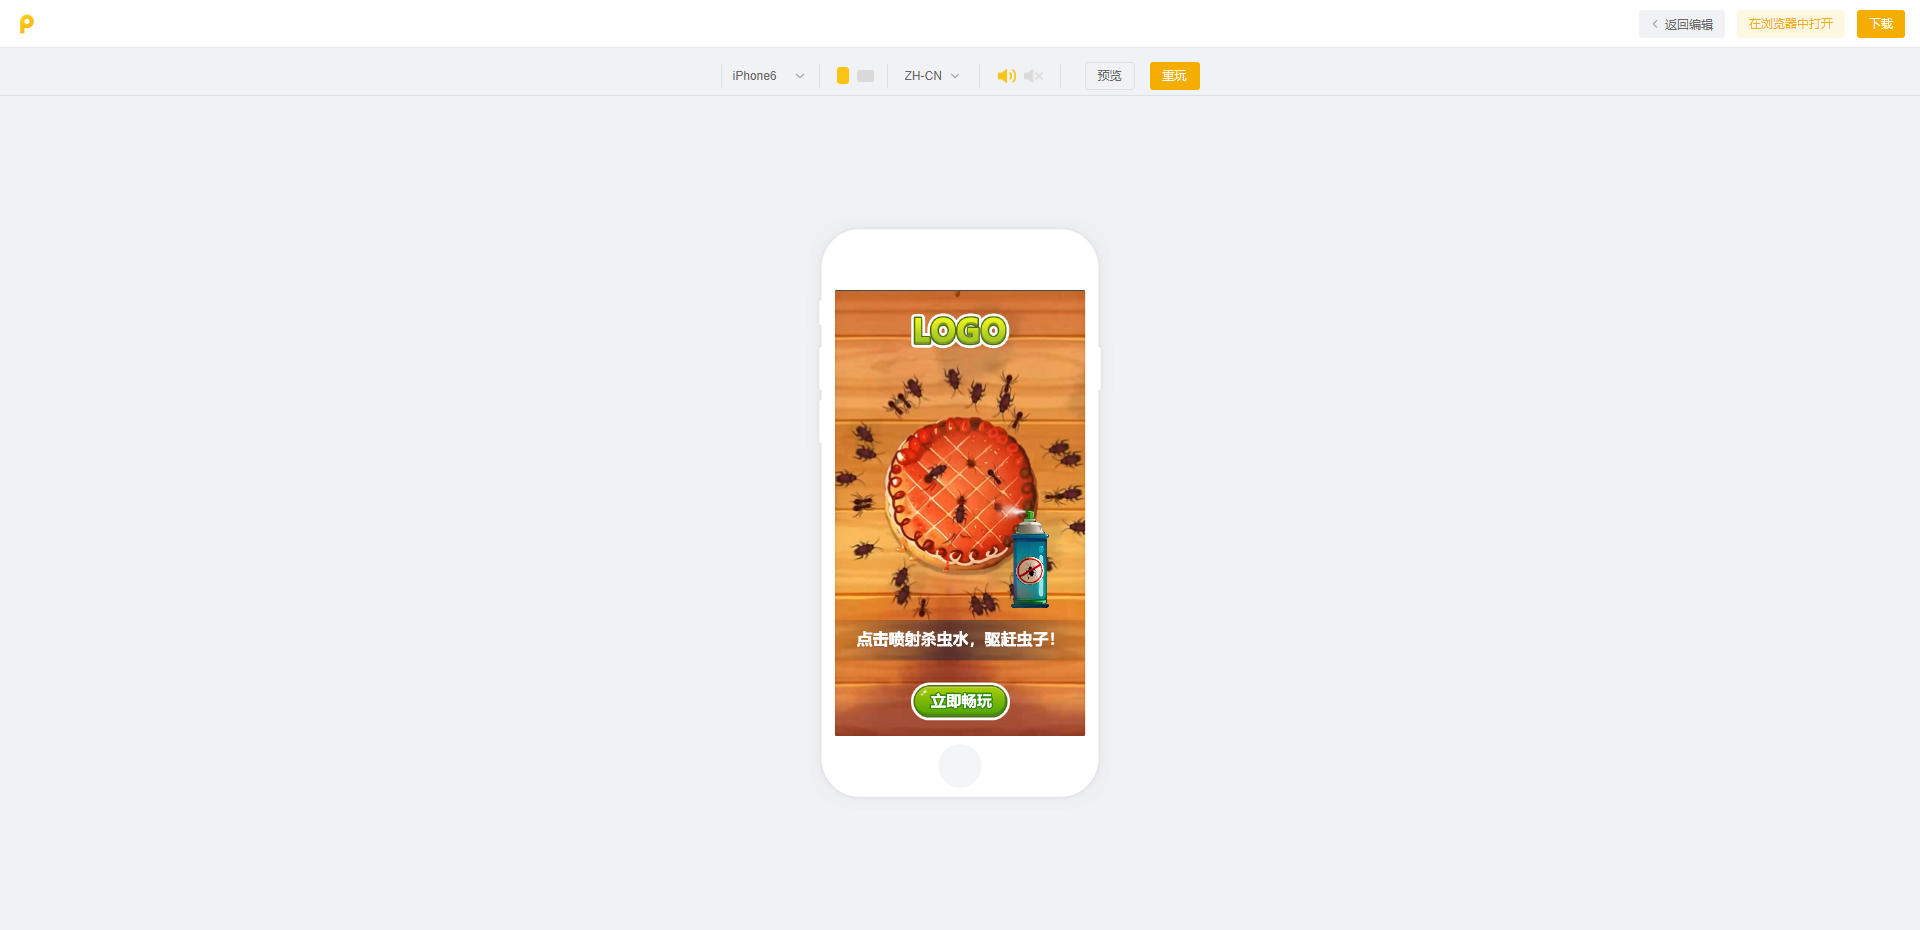 返回编辑
在浏览器中打开
下载
iPhone6
ZH-CN
预览
重玩
LOGO
点击喷射杀虫水，驱赶虫子！
立即畅玩